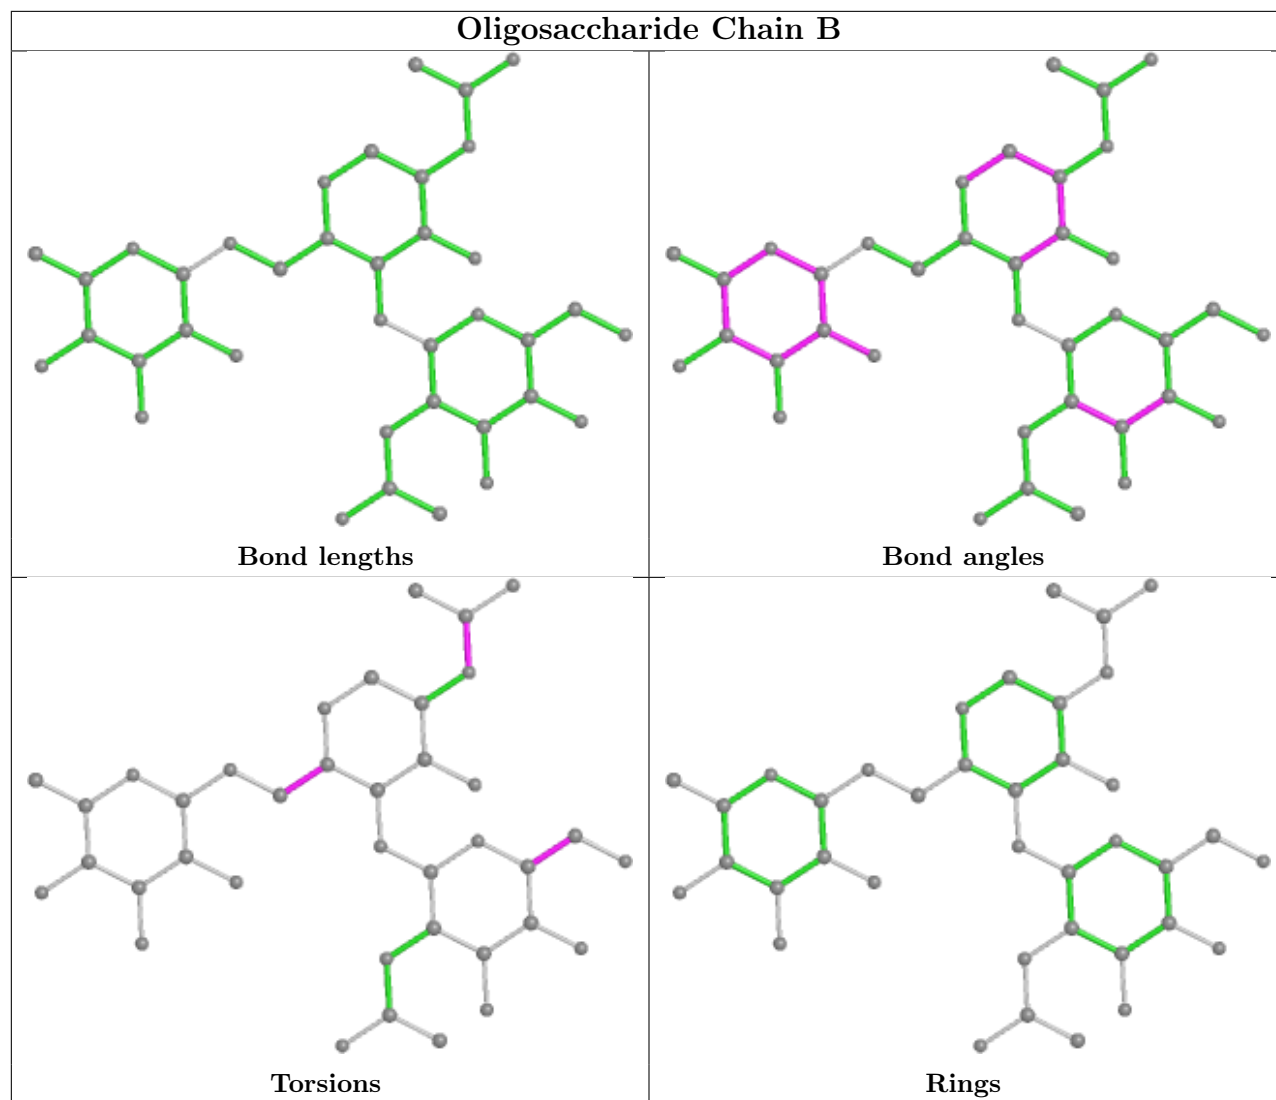 Oligosaccharide Chain B
Bond lengths
Bond angles
Torsions
Rings